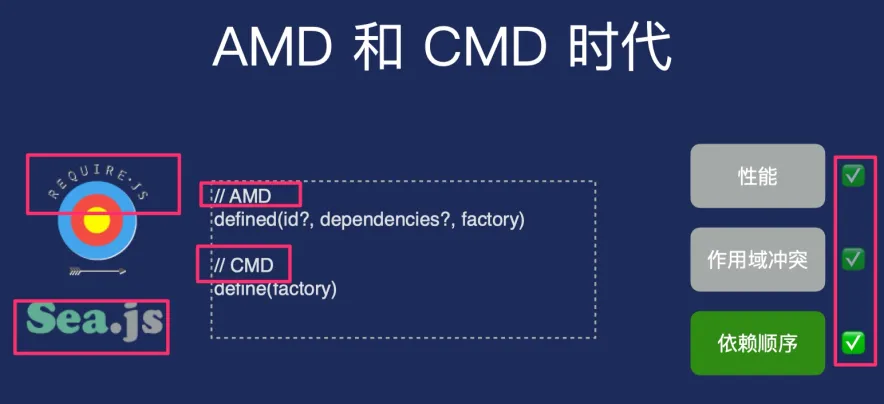 AMD 和 CMD 时代
REQUIRE·JS
Sea.js
// AMD
defined(id?, dependencies?, factory)
// CMD
define(factory)
性能
作用域冲突
依赖顺序